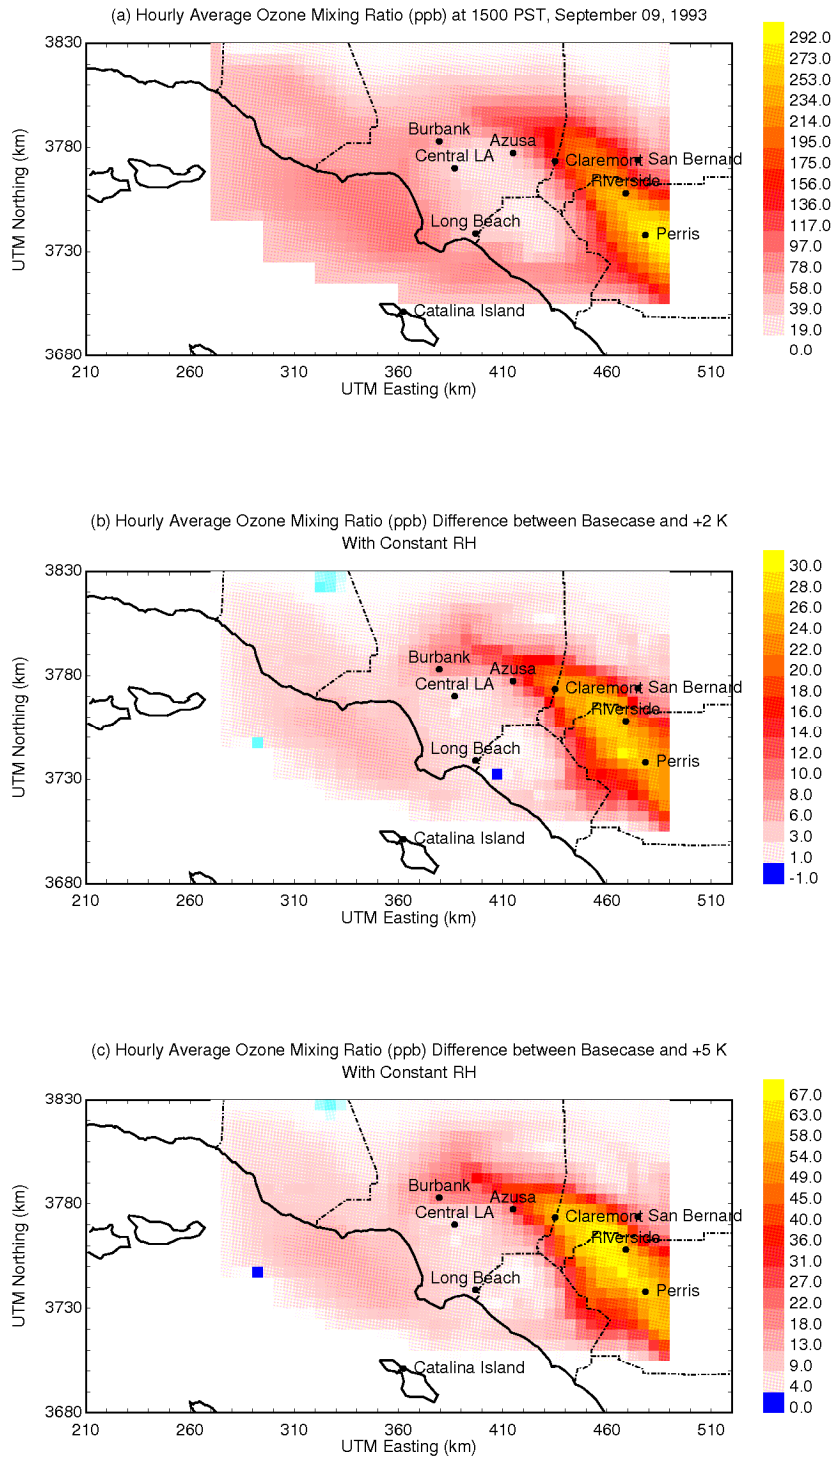 (a) Hourly Average Ozone Mixing Ratio (ppb) at 1500 PST, September 09, 1993
3830
3780
3730
3680
UTM Northing (km)
210 260 310 360 410 460 510
UTM Easting (km)
Burbank
Azusa
Central LA
Claremont
San Bernard
Riverside
Long Beach
Perris
Catalina Island
292.0
273.0
253.0
234.0
214.0
195.0
175.0
156.0
136.0
117.0
97.0
78.0
58.0
39.0
19.0
0.0
(b) Hourly Average Ozone Mixing Ratio (ppb) Difference between Basecase and +2 K
With Constant RH
3830
3780
3730
3680
UTM Northing (km)
210 260 310 360 410 460 510
UTM Easting (km)
Burbank
Azusa
Central LA
Claremont
San Bernard
Riverside
Long Beach
Perris
Catalina Island
30.0
28.0
26.0
24.0
22.0
20.0
18.0
16.0
14.0
12.0
10.0
8.0
6.0
3.0
1.0
-1.0
(c) Hourly Average Ozone Mixing Ratio (ppb) Difference between Basecase and +5 K
With Constant RH
3830
3780
3730
3680
UTM Northing (km)
210 260 310 360 410 460 510
UTM Easting (km)
Burbank
Azusa
Central LA
Claremont
San Bernard
Riverside
Long Beach
Perris
Catalina Island
67.0
63.0
58.0
54.0
49.0
45.0
40.0
36.0
31.0
27.0
22.0
18.0
13.0
9.0
4.0
0.0